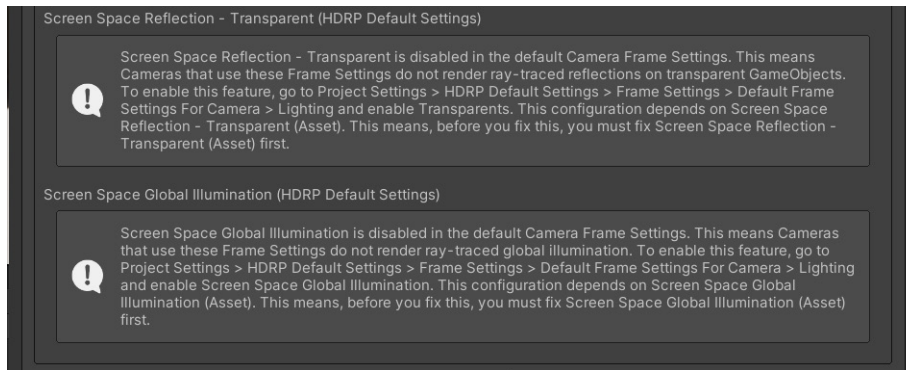 Screen Space Reflection - Transparent (HDRP Default Settings)
Screen Space Reflection - Transparent is disabled in the default Camera Frame Settings. This means
Cameras that use these Frame Settings do not render ray-traced reflections on transparent GameObjects.
To enable this feature, go to Project Settings > HDRP Default Settings > Frame Settings > Default Frame
Settings For Camera > Lighting and enable Transparents. This configuration depends on Screen Space
Reflection - Transparent (Asset). This means, before you fix this, you must fix Screen Space Reflection -
Transparent (Asset) first.
Screen Space Global Illumination (HDRP Default Settings)
Screen Space Global Illumination is disabled in the default Camera Frame Settings. This means Cameras
that use these Frame Settings do not render ray-traced global illumination. To enable this feature, go to
Project Settings > HDRP Default Settings > Frame Settings > Default Frame Settings For Camera > Lighting
and enable Screen Space Global Illumination. This configuration depends on Screen Space Global
Illumination (Asset). This means, before you fix this, you must fix Screen Space Global Illumination (Asset)
first.